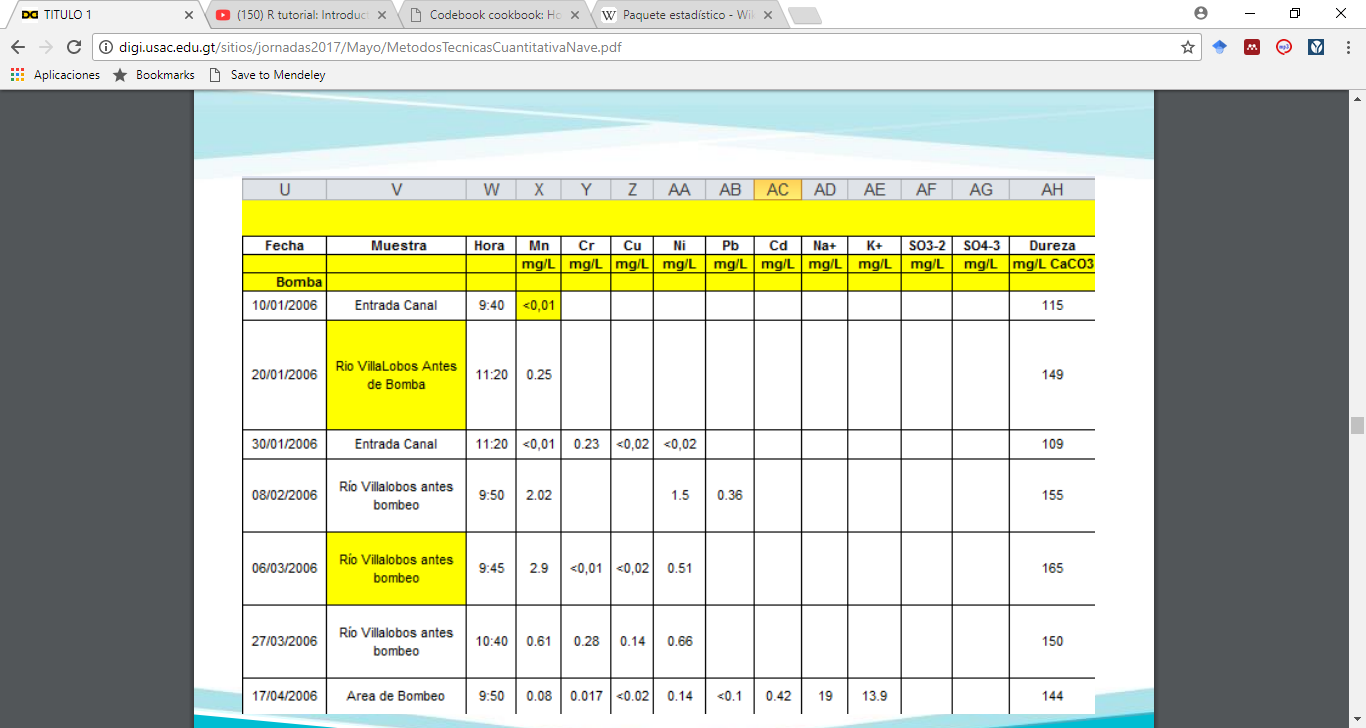 TITULO 1
(150) R tutorial: Introduct
Codebook cookbook: Ho
Paquete estadístico - Wik
digi.usac.edu.gt/sitios/jornadas2017/Mayo/MetodosTecnicasCuantitativaNave.pdf
Aplicaciones Bookmarks Save to Mendeley
U V W X Y Z AA AB AC AD AE AF AG AH
Fecha Muestra Hora Mn Cr Cu Ni Pb Cd Na+ K+ SO3-2 SO4-3 Dureza
mg/L mg/L mg/L mg/L mg/L mg/L mg/L mg/L mg/L mg/L mg/L CaCO3
Bomba
10/01/2006 Entrada Canal 9:40 <0,01 115
20/01/2006 Rio VillaLobos Antes
de Bomba 11:20 0.25 149
30/01/2006 Entrada Canal 11:20 <0,01 0.23 <0,02 <0,02 109
08/02/2006 Río Villalobos antes
bombeo 9:50 2.02 1.5 0.36 155
06/03/2006 Río Villalobos antes
bombeo 9:45 2.9 <0,01 <0,02 0.51 165
27/03/2006 Río Villalobos antes
bombeo 10:40 0.61 0.28 0.14 0.66 150
17/04/2006 Area de Bombeo 9:50 0.08 0.017 <0.02 0.14 <0.1 0.42 19 13.9 144